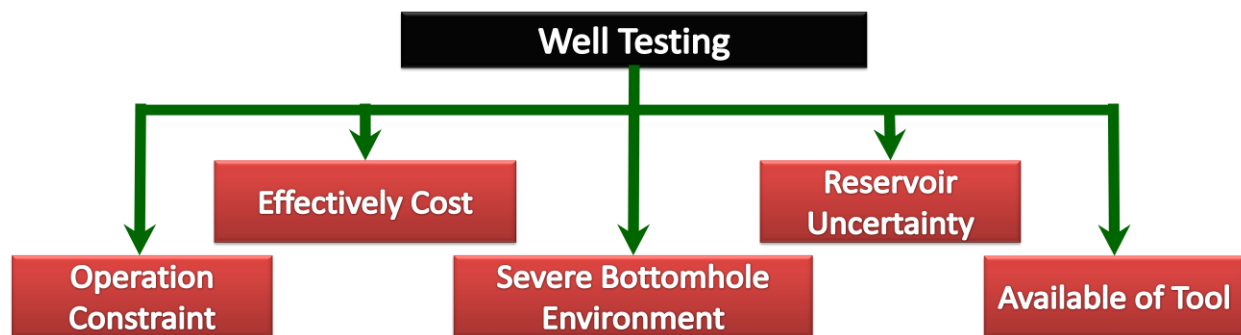 Well Testing
Effectively Cost
Reservoir
Uncertainty
Operation
Constraint
Severe Bottomhole
Environment
Available of Tool